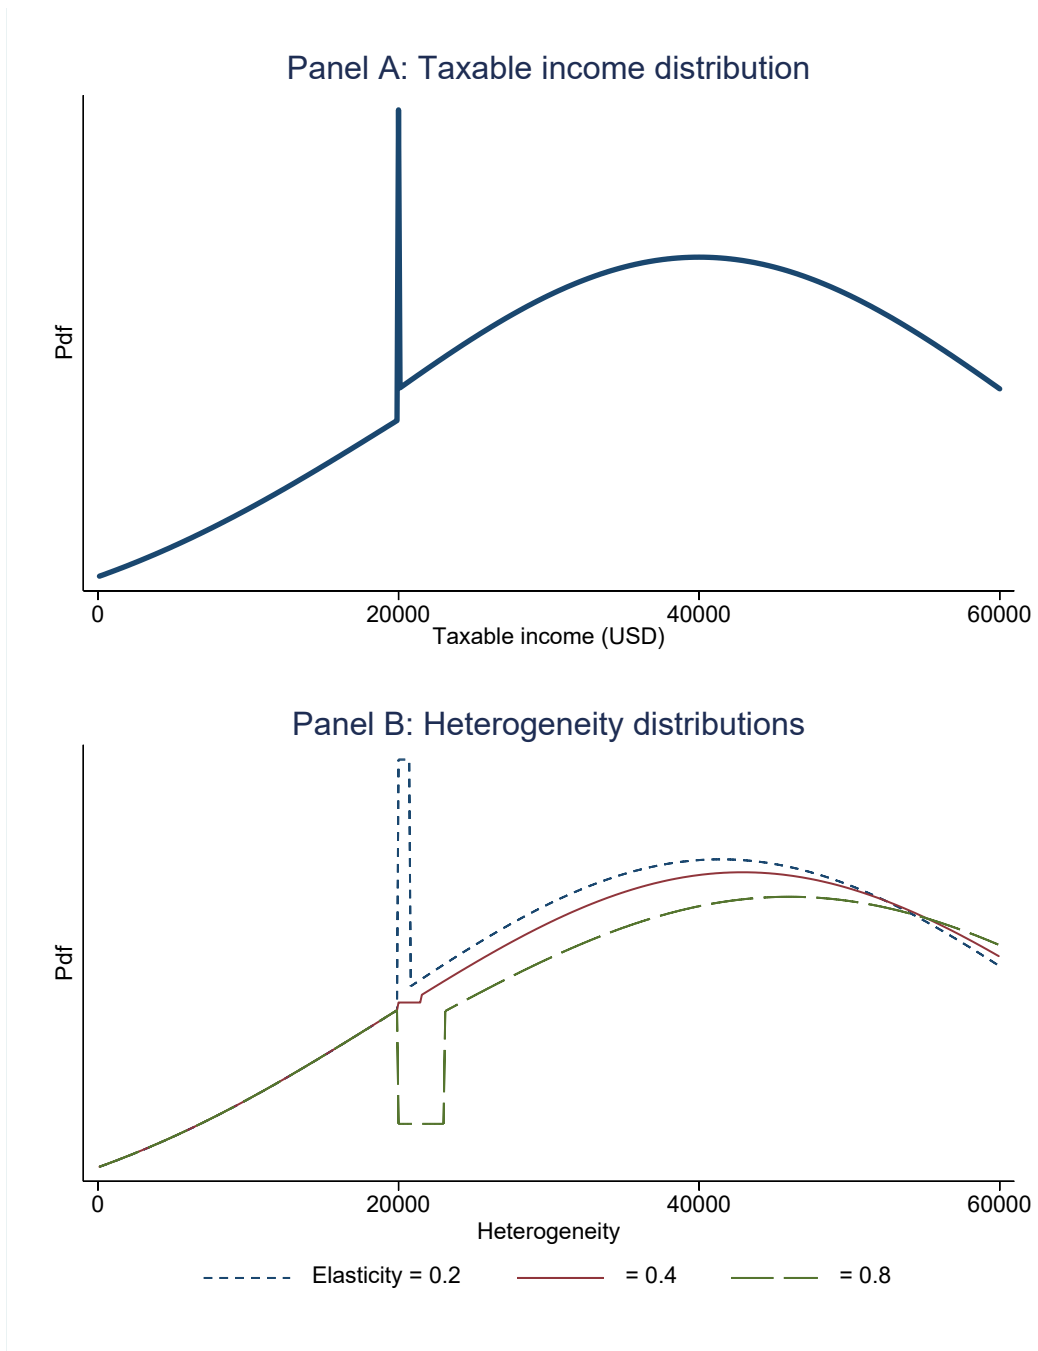 Panel A: Taxable income distribution
Pdf
0 20000 40000 60000
Taxable income (USD)
Panel B: Heterogeneity distributions
Pdf
0 20000 40000 60000
Heterogeneity
Elasticity = 0.2 = 0.4 = 0.8